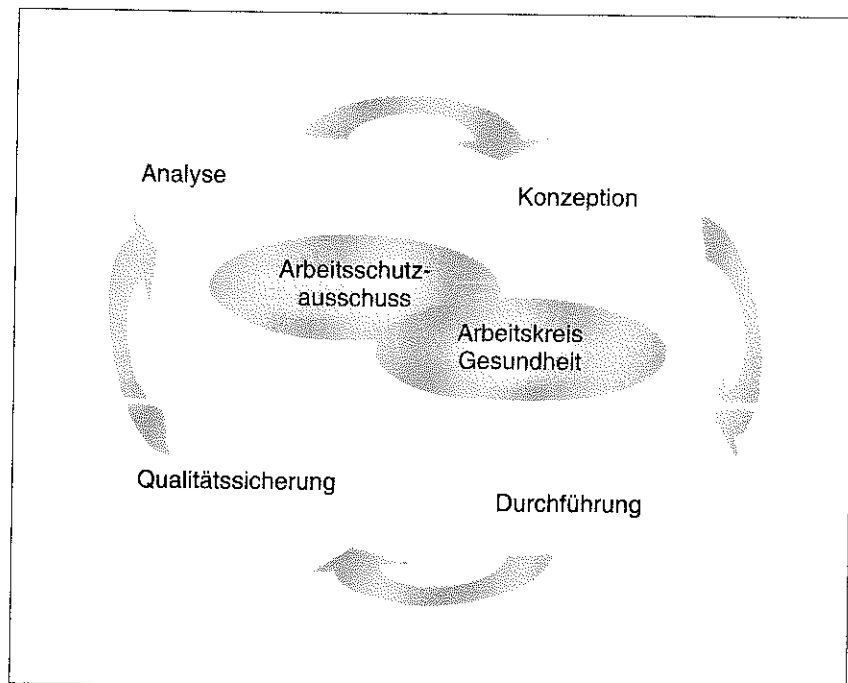 Analyse
Konzeption
Arbeitsschutz-
ausschuss
Arbeitskreis
Gesundheit
Qualitätssicherung
Durchführung